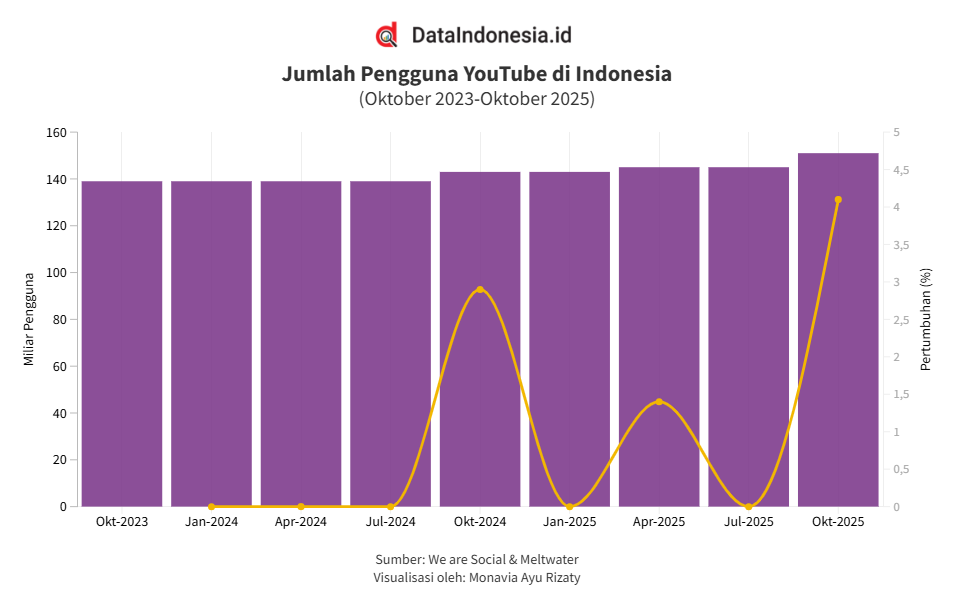 DataIndonesia.id
Jumlah Pengguna YouTube di Indonesia
(Oktober 2023-Oktober 2025)
Miliar Pengguna
160
140
120
100
80
60
40
20
0
5
4,5
4
3,5
3
2,5
2
1,5
1
0,5
0
Pertumbuhan (%)
Okt-2023 Jan-2024 Apr-2024 Jul-2024 Okt-2024 Jan-2025 Apr-2025 Jul-2025 Okt-2025
Sumber: We are Social & Meltwater
Visualisasi oleh: Monavia Ayu Rizaty